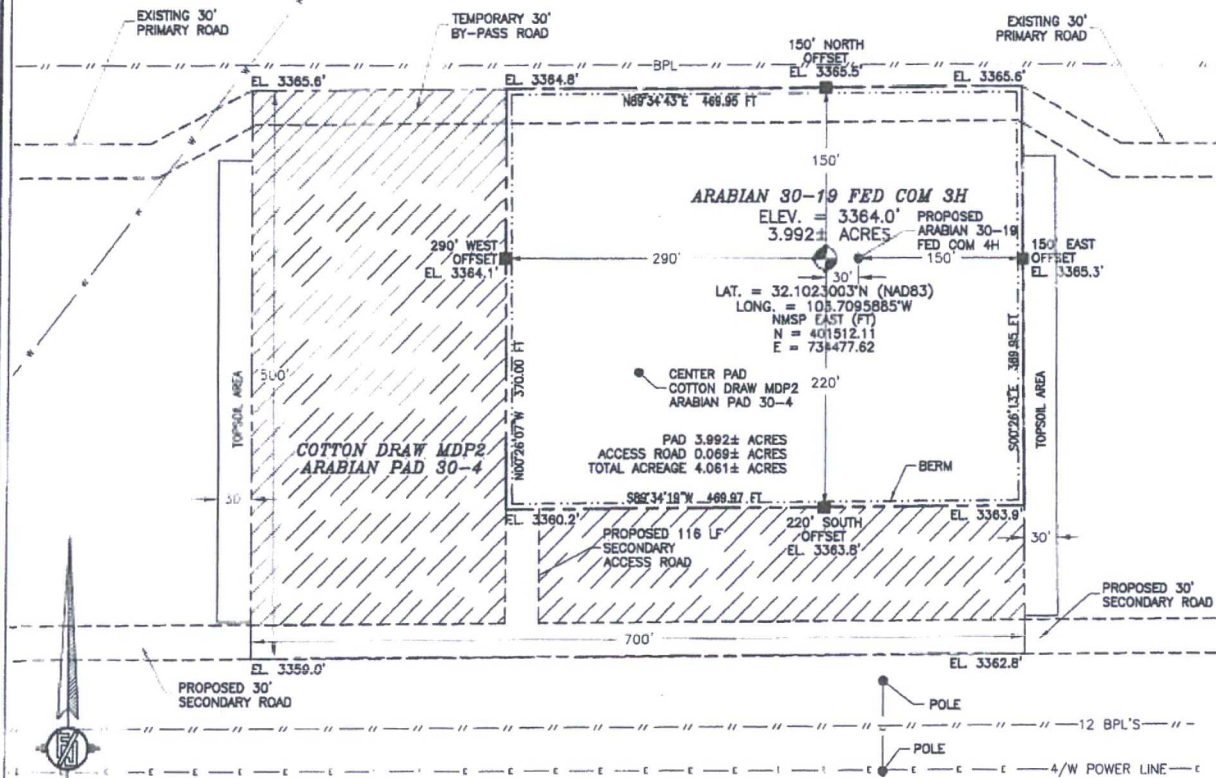 EXISTING 30'
PRIMARY ROAD
TEMPORARY 30'
BY-PASS ROAD
EXISTING 30'
PRIMARY ROAD
150' NORTH
OFFSET
EL. 3365.5'
BPL
EL. 3365.6'
EL. 3364.8'
EL. 3365.6'
N89°34'43"E 469.95 FT
150'
ARABIAN 30-19 FED COM 3H
ELEV. = 3364.0'
3.992± ACRES
PROPOSED
ARABIAN 30-19
FED COM 4H
290' WEST
OFFSET
EL. 3364.1'
290'
150'
150' EAST
OFFSET
EL. 3365.3'
30'
LAT. = 32.1023003°N (NAD83)
LONG. = 103.7095885°W
NMSP EAST (FT)
N = 401512.11
E = 734477.62
TOPSOIL AREA
500'
N00°26'07"W 370.00 FT
CENTER PAD
COTTON DRAW MDP2
ARABIAN PAD 30-4
220'
S00°26'13"E 369.95 FT
TOPSOIL AREA
COTTON DRAW MDP2
ARABIAN PAD 30-4
PAD 3.992± ACRES
ACCESS ROAD 0.069± ACRES
TOTAL ACREAGE 4.061± ACRES
BERM
30'
S89°34'19"W 469.97 FT
EL. 3360.2'
EL. 3363.9'
220' SOUTH
OFFSET
EL. 3363.8'
30'
PROPOSED 116 LF
SECONDARY
ACCESS ROAD
PROPOSED 30'
SECONDARY ROAD
700'
EL. 3359.0'
EL. 3362.8'
PROPOSED 30'
SECONDARY ROAD
POLE
12 BPL'S
POLE
4/W POWER LINE